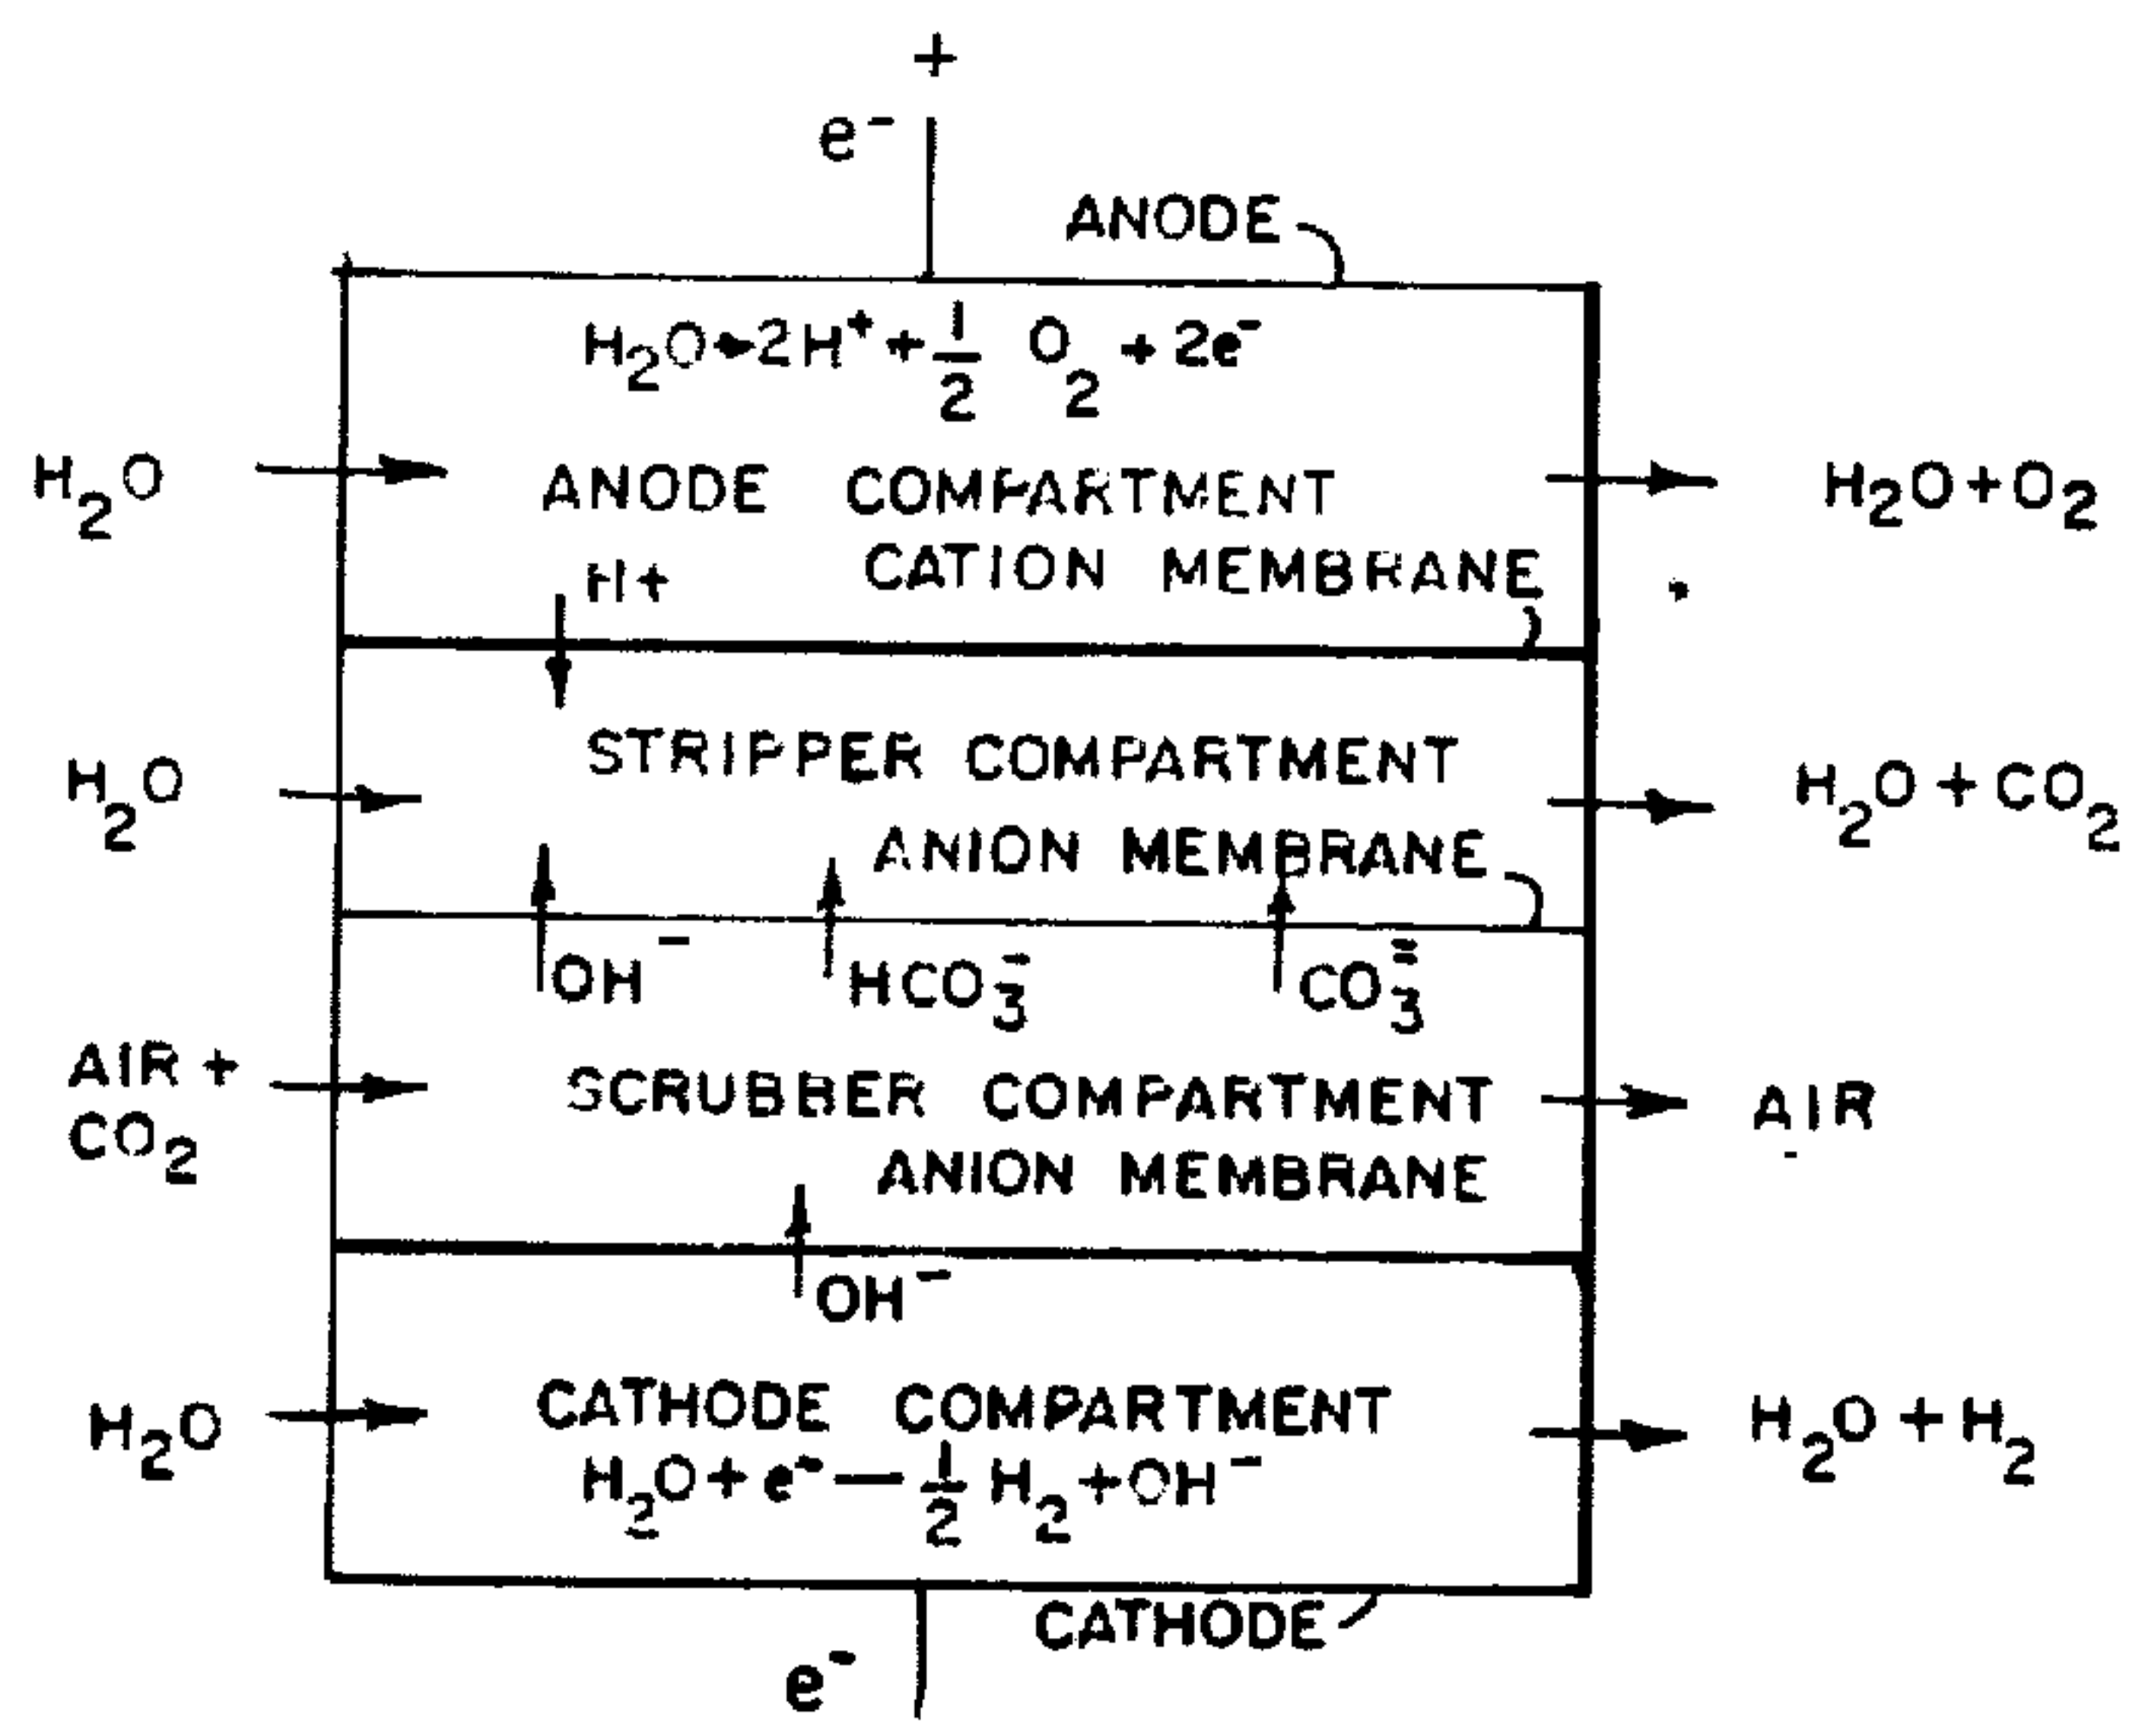 +
e⁻
ANODE
H₂O→2H⁺+1/2 O₂+2e⁻
H₂O
ANODE COMPARTMENT
H₂O+O₂
CATION MEMBRANE
H+
STRIPPER COMPARTMENT
H₂O
H₂O+CO₂
ANION MEMBRANE
OH⁻
HCO₃⁻
CO₃⁼
AIR +
CO₂
SCRUBBER COMPARTMENT
AIR
ANION MEMBRANE
OH⁻
CATHODE COMPARTMENT
H₂O
H₂O+H₂
H₂O+e⁻—1/2 H₂+OH⁻
CATHODE
e⁻